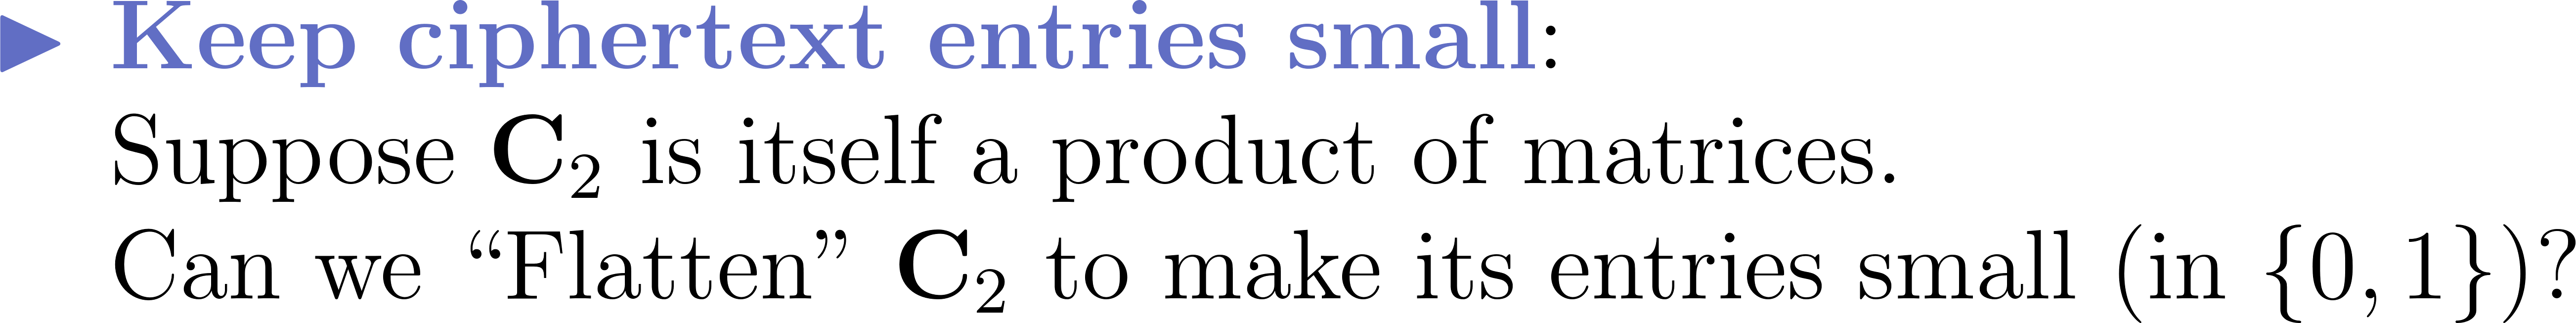 ▶ Keep ciphertext entries small:
Suppose C₂ is itself a product of matrices.
Can we “Flatten” C₂ to make its entries small (in {0, 1})?